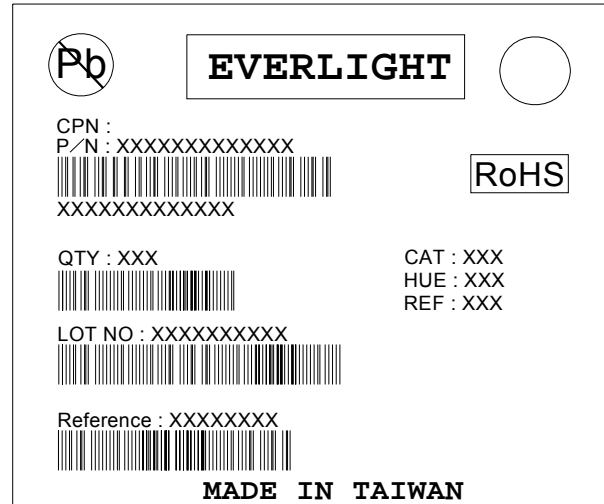 Pb
EVERLIGHT
CPN :
P/N : XXXXXXXXXXXXX
RoHS
XXXXXXXXXXXXX
QTY : XXX
CAT : XXX
HUE : XXX
REF : XXX
LOT NO : XXXXXXXXXX
Reference : XXXXXXXX
MADE IN TAIWAN